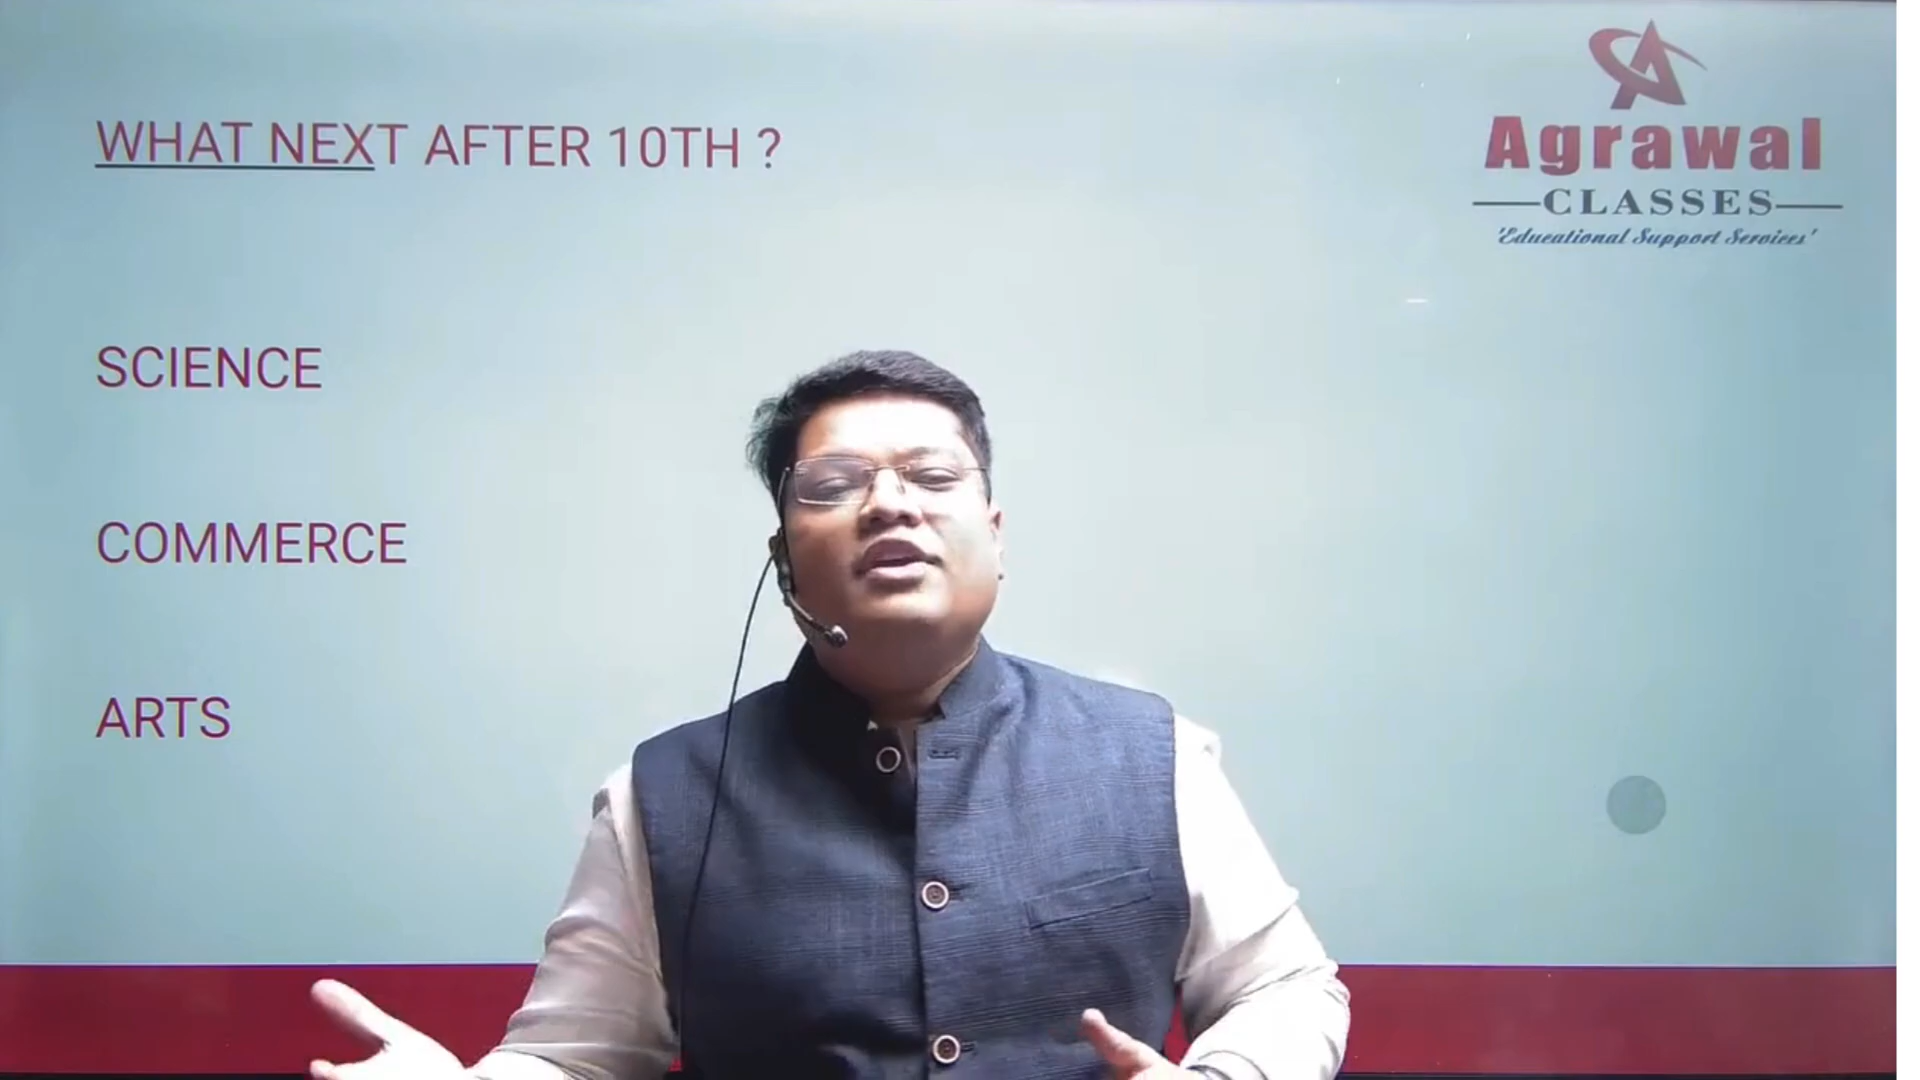 WHAT NEXT AFTER 10TH ?
Agrawal
CLASSES
'Educational Support Services'
SCIENCE
COMMERCE
ARTS